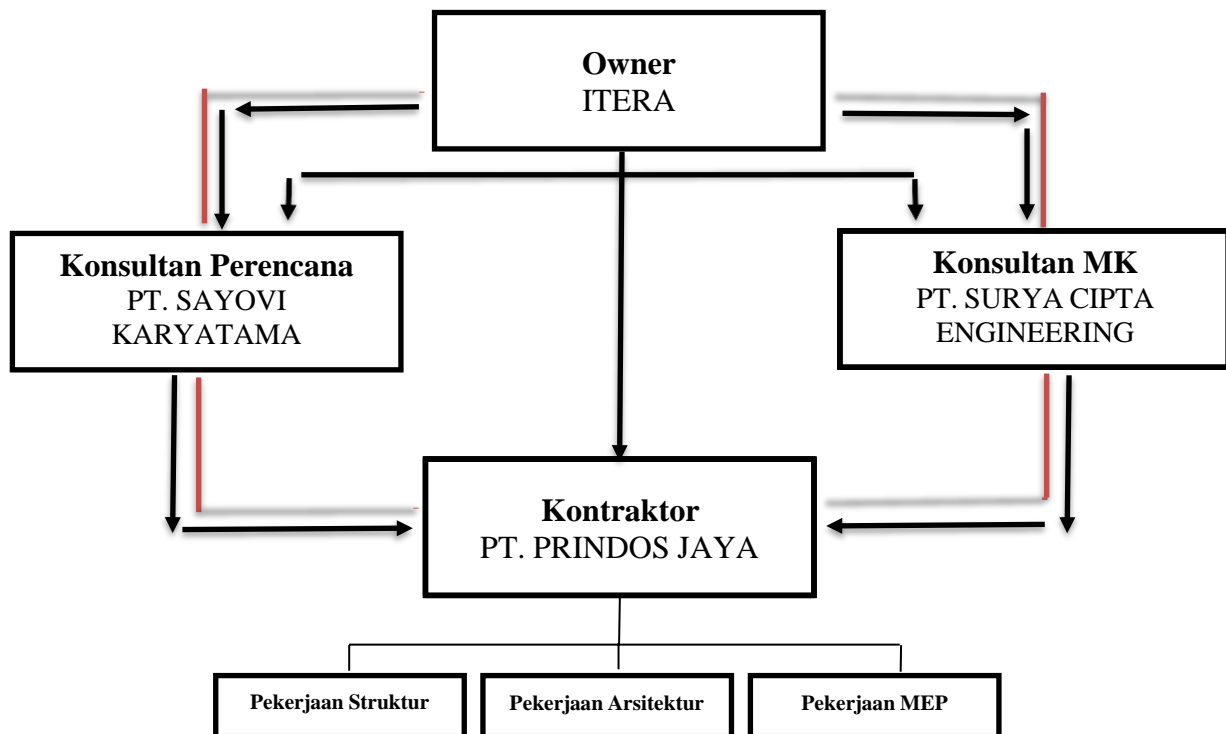 Owner
ITERA
Konsultan Perencana
PT. SAYOVI
KARYATAMA
Konsultan MK
PT. SURYA CIPTA
ENGINEERING
Kontraktor
PT. PRINDOS JAYA
Pekerjaan Struktur
Pekerjaan Arsitektur
Pekerjaan MEP